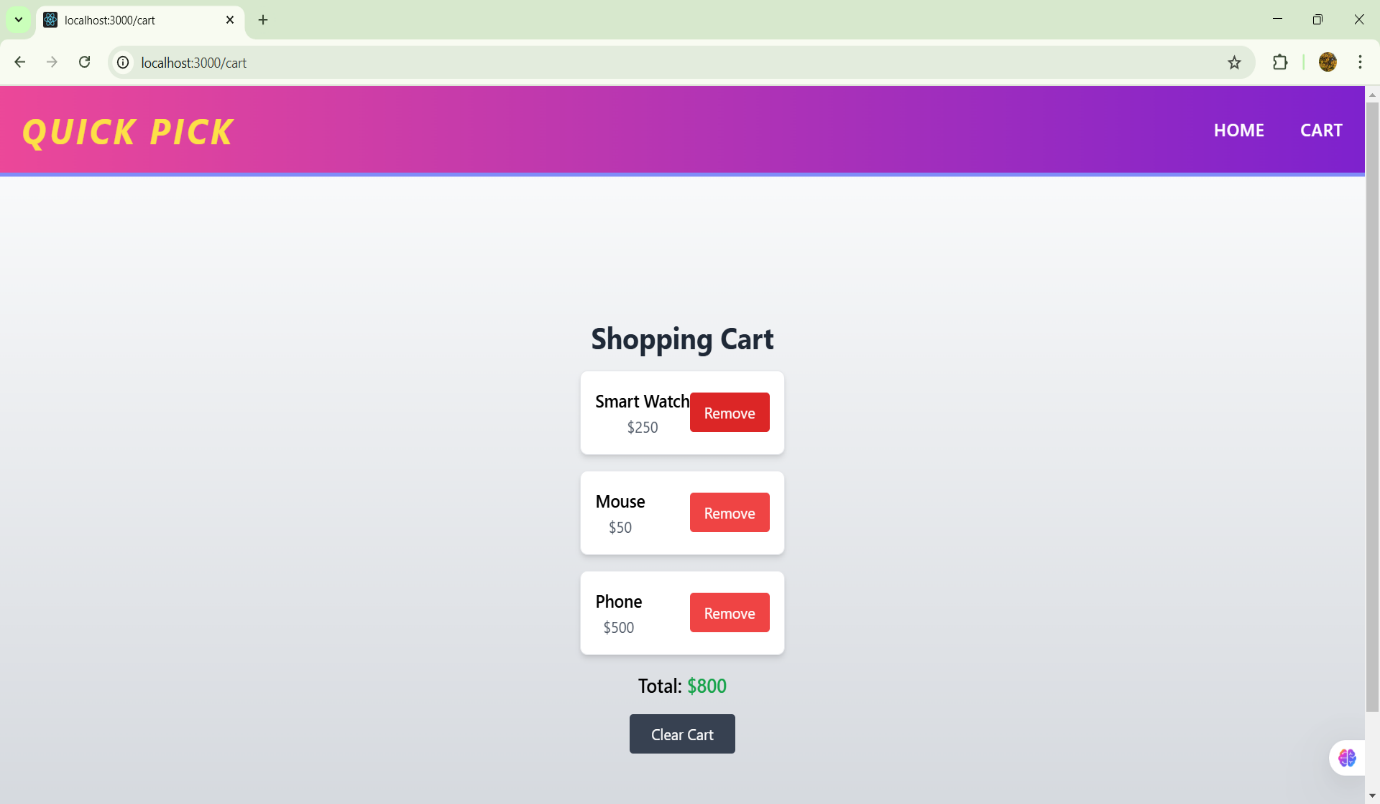 localhost:3000/cart
localhost:3000/cart
QUICK PICK
HOME CART
Shopping Cart
Smart Watch
$250
Remove
Mouse
$50
Remove
Phone
$500
Remove
Total: $800
Clear Cart